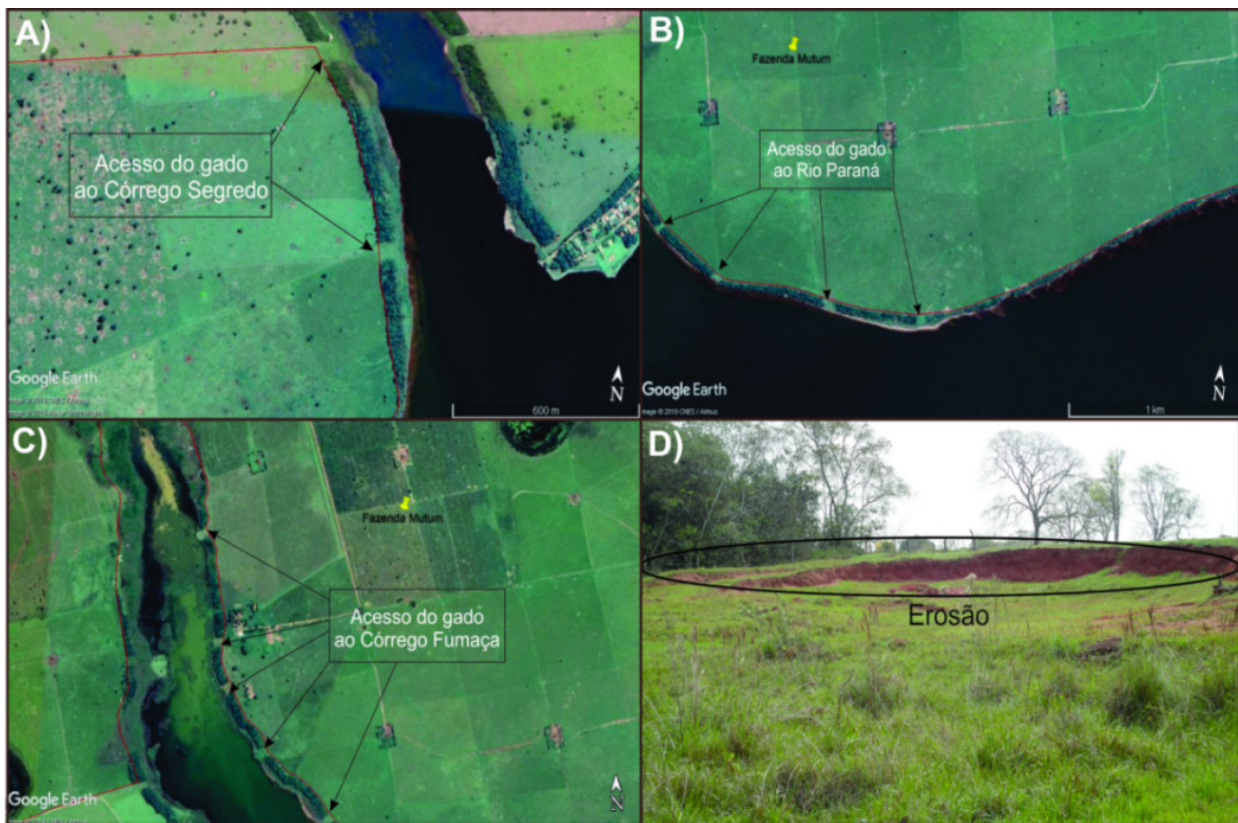 A)
Acesso do gado
ao Córrego Segredo
Google Earth
N
600 m
B)
Fazenda Mutum
Acesso do gado
ao Rio Paraná
Google Earth
Image © 2019 CNES / Airbus
N
1 km
C)
Fazenda Mutum
Acesso do gado
ao Córrego Fumaça
Google Earth
N
D)
Erosão